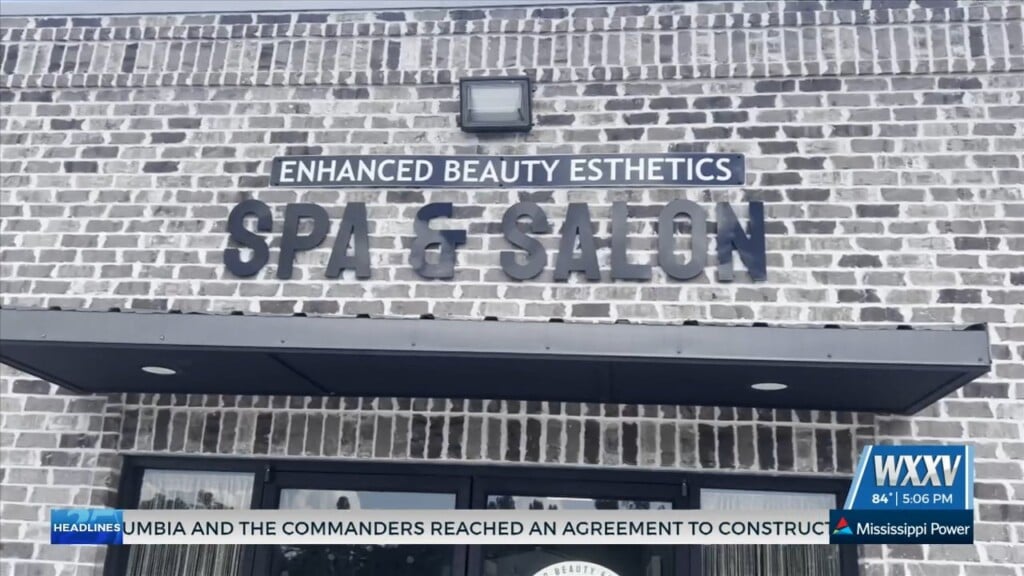 ENHANCED BEAUTY ESTHETICS
SPA & SALON
WXXV
84° | 5:06 PM
HEADLINES
UMBIA AND THE COMMANDERS REACHED AN AGREEMENT TO CONSTRUCT
Mississippi Power
BEAUTY